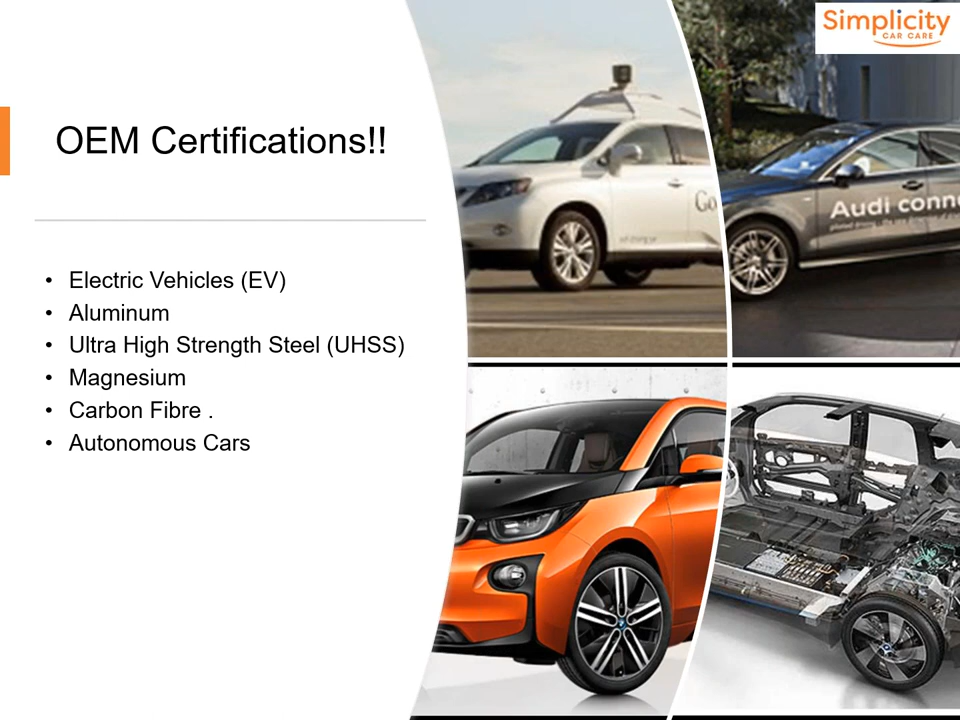 Simplicity
CAR CARE
OEM Certifications!!
Audi conn
• Electric Vehicles (EV)
• Aluminum
• Ultra High Strength Steel (UHSS)
• Magnesium
• Carbon Fibre .
• Autonomous Cars